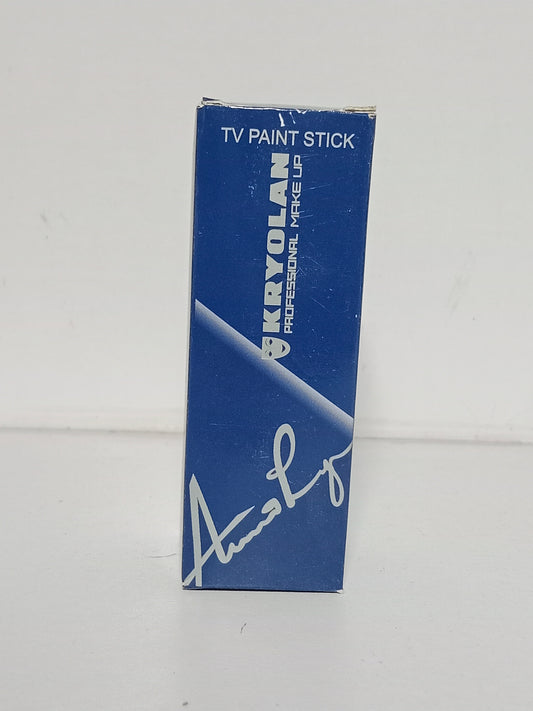 TV PAINT STICK
KRYOLAN
PROFESSIONAL MAKE UP